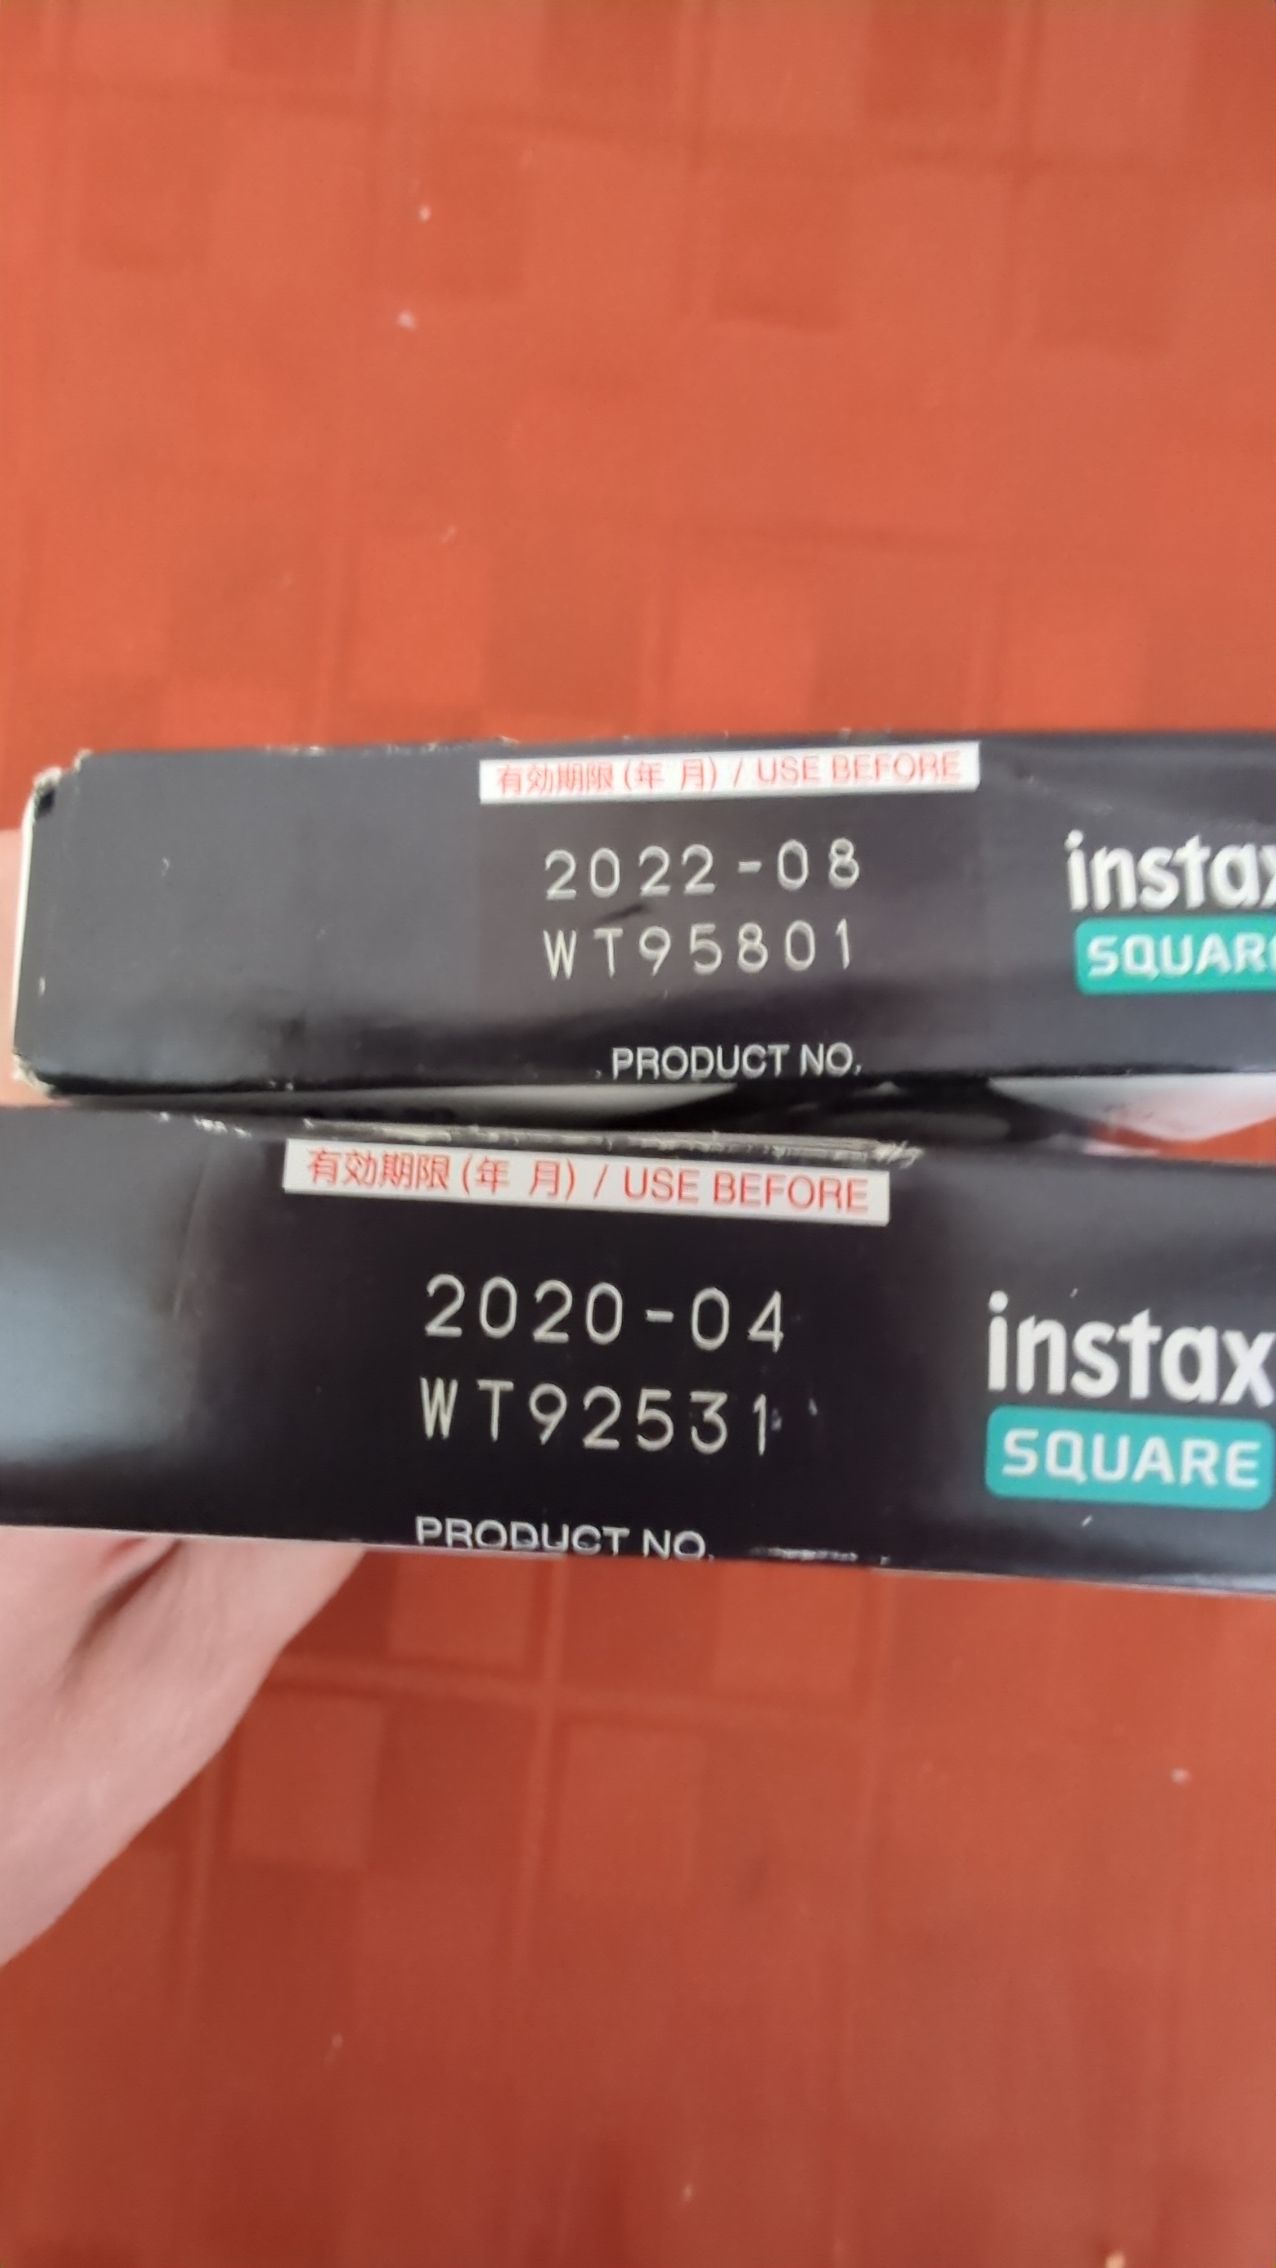 有効期限(年 月) / USE BEFORE
2022-08
WT95801
PRODUCT NO.
instax
SQUARE
有効期限(年 月) / USE BEFORE
2020-04
WT92531
PRODUCT NO.
instax
SQUARE